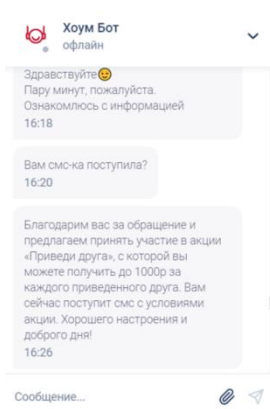 Хоум Бот
офлайн
Здравствуйте😉
Пару минут, пожалуйста.
Ознакомлюсь с информацией
16:18
Вам смс-ка поступила?
16:20
Благодарим вас за обращение и
предлагаем принять участие в акции
«Приведи друга», с которой вы
можете получить до 1000р за
каждого приведенного друга. Вам
сейчас поступит смс с условиями
акции. Хорошего настроения и
доброго дня!
16:26
Сообщение...